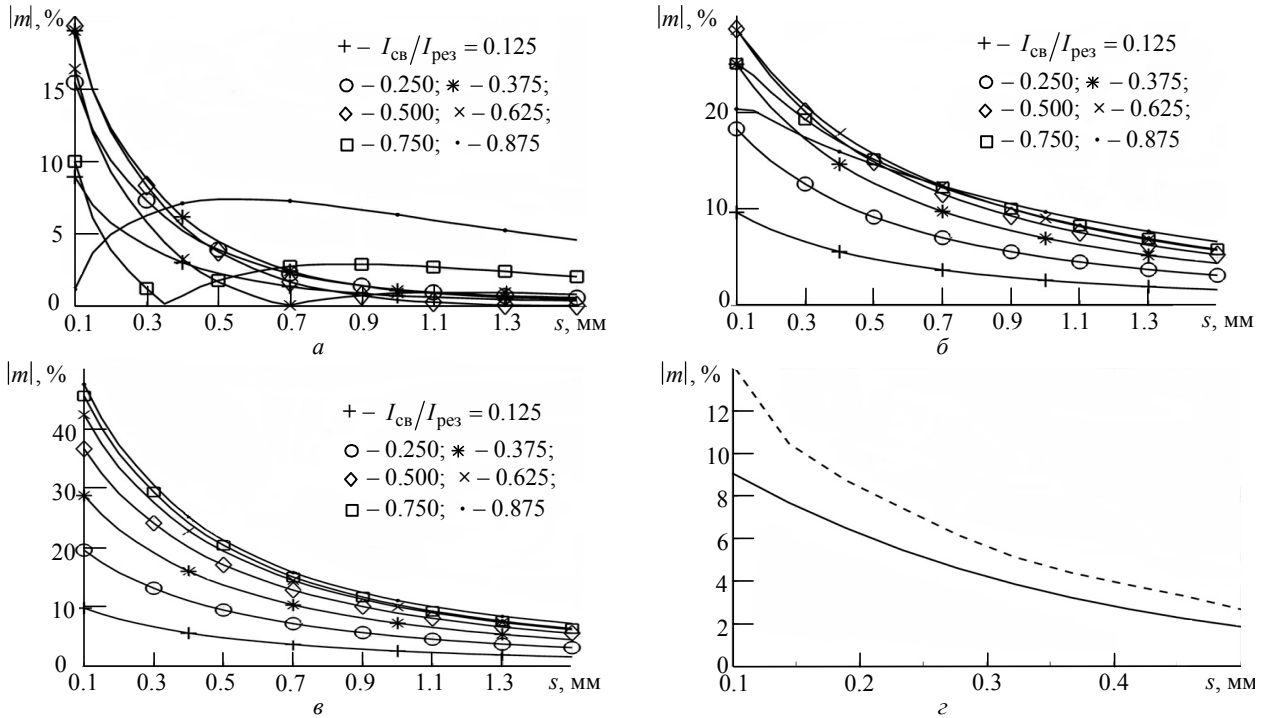 |m|, %
+ – Iсв/Iрез = 0.125
○ – 0.250; ✳ – 0.375;
◇ – 0.500; × – 0.625;
□ – 0.750; · – 0.875
15
10
5
0
0.1 0.3 0.5 0.7 0.9 1.1 1.3 s, мм
а
|m|, %
+ – Iсв/Iрез = 0.125
○ – 0.250; ✳ – 0.375;
◇ – 0.500; × – 0.625;
□ – 0.750; · – 0.875
20
10
0
0.1 0.3 0.5 0.7 0.9 1.1 1.3 s, мм
б
|m|, %
+ – Iсв/Iрез = 0.125
○ – 0.250; ✳ – 0.375;
◇ – 0.500; × – 0.625;
□ – 0.750; · – 0.875
40
30
20
10
0
0.1 0.3 0.5 0.7 0.9 1.1 1.3 s, мм
в
|m|, %
12
10
8
6
4
2
0
0.1 0.2 0.3 0.4 s, мм
г